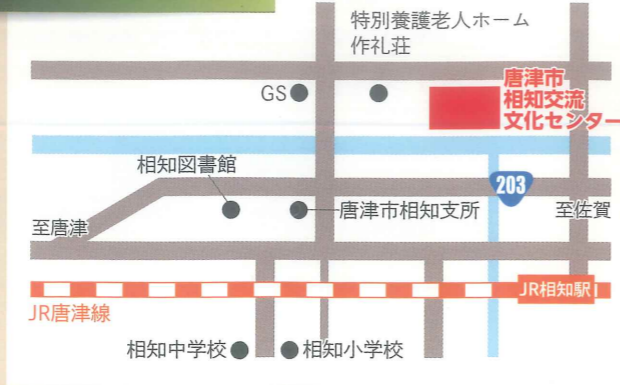 特別養護老人ホーム
作礼荘
GS
唐津市
相知交流
文化センター
相知図書館
203
唐津市相知支所
至佐賀
至唐津
JR相知駅
JR唐津線
相知中学校
相知小学校